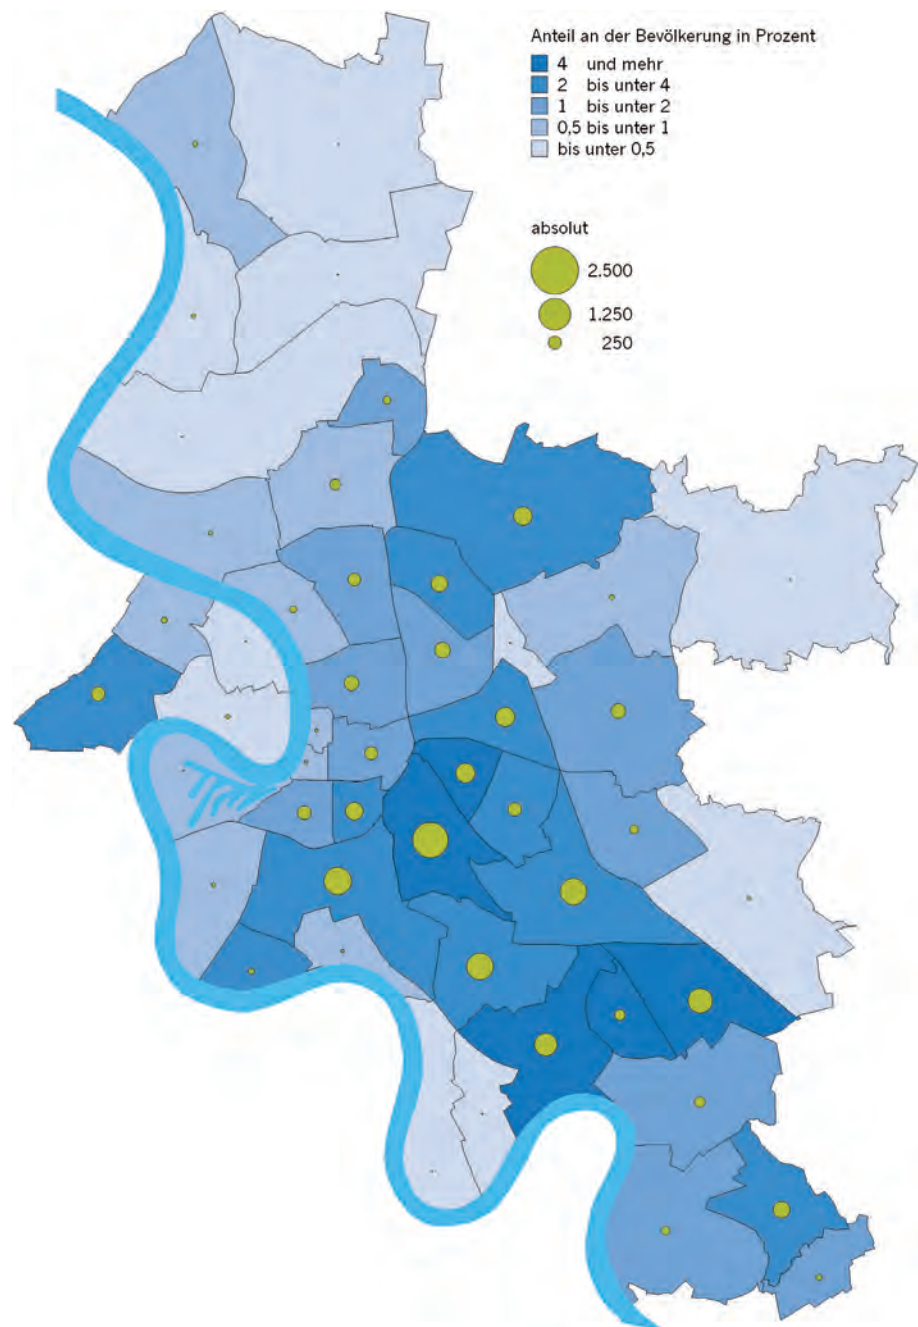 Anteil an der Bevölkerung in Prozent
4 und mehr
2 bis unter 4
1 bis unter 2
0,5 bis unter 1
bis unter 0,5
absolut
2.500
1.250
250